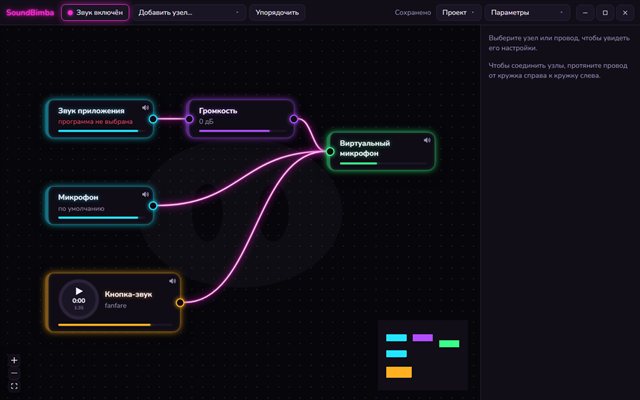 SoundBimba
Звук включён
Добавить узел...
Упорядочить
Сохранено
Проект
Параметры
Выберите узел или провод, чтобы увидеть
его настройки.
Чтобы соединить узлы, протяните провод
от кружка справа к кружку слева.
Звук приложения
программа не выбрана
Громкость
0 дБ
Виртуальный
микрофон
Микрофон
по умолчанию
0:00
Кнопка-звук
fanfare